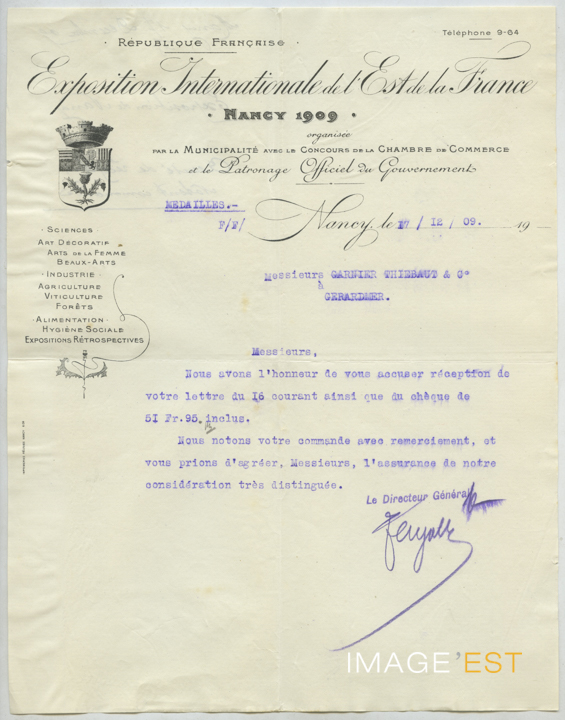 Téléphone 9-64
· République Française ·
Exposition Internationale de l'Est de la France
· NANCY 1909 ·
organisée
par la Municipalité avec le Concours de la Chambre de Commerce
et le Patronage Officiel du Gouvernement
MEDAILLES.-
F/F/
Nancy, le 17 / 12 / 09. 19
· Sciences ·
Art Décoratif
Arts de la Femme
Beaux-Arts
· Industrie ·
Agriculture
Viticulture
Forêts
· Alimentation ·
Hygiène Sociale
Expositions Rétrospectives
Messieurs GARNIER THIEBAUT & C°
à
GERARDMER.
Messieurs,
Nous avons l'honneur de vous accuser réception de
votre lettre du I6 courant ainsi que du chèque de
5I Fr.95 inclus.
Nous notons votre commande avec remerciement, et
vous prions d'agréer, Messieurs, l'assurance de notre
considération très distinguée.
Le Directeur Général
IMAGE'EST